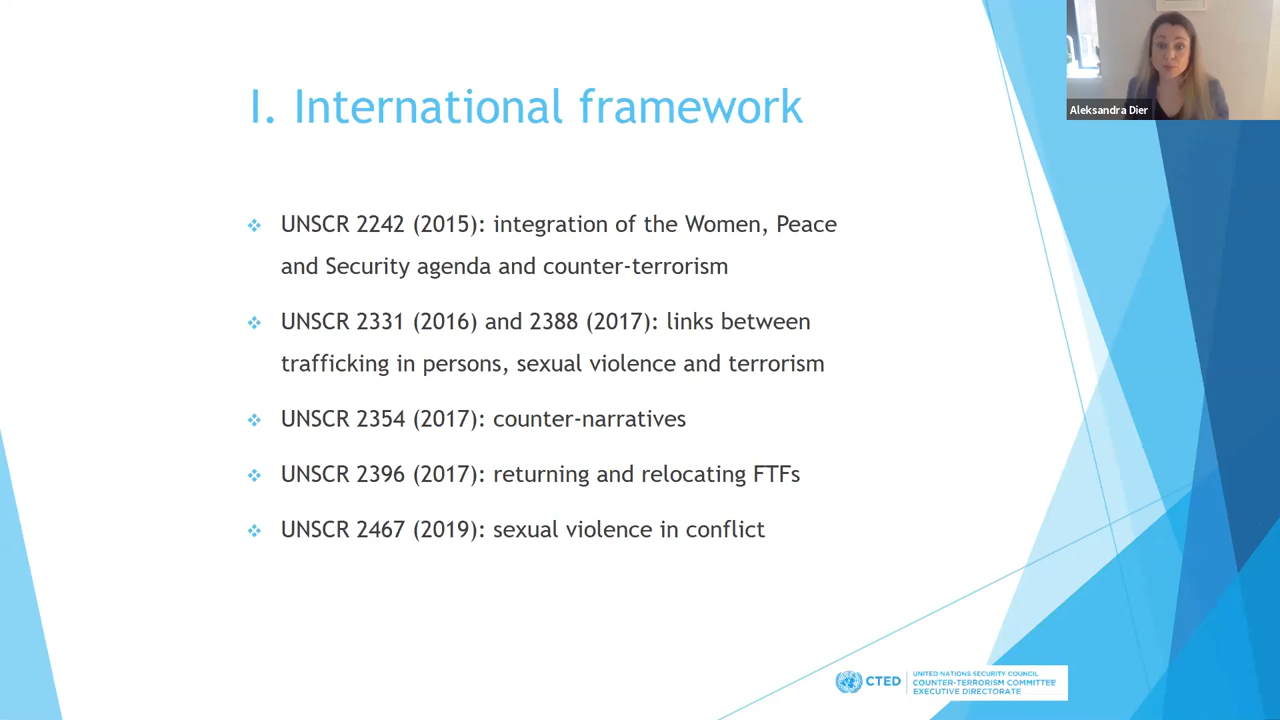 I. International framework
Aleksandra Dier
❖ UNSCR 2242 (2015): integration of the Women, Peace
and Security agenda and counter-terrorism
❖ UNSCR 2331 (2016) and 2388 (2017): links between
trafficking in persons, sexual violence and terrorism
❖ UNSCR 2354 (2017): counter-narratives
❖ UNSCR 2396 (2017): returning and relocating FTFs
❖ UNSCR 2467 (2019): sexual violence in conflict
CTED
UNITED NATIONS SECURITY COUNCIL
COUNTER-TERRORISM COMMITTEE
EXECUTIVE DIRECTORATE